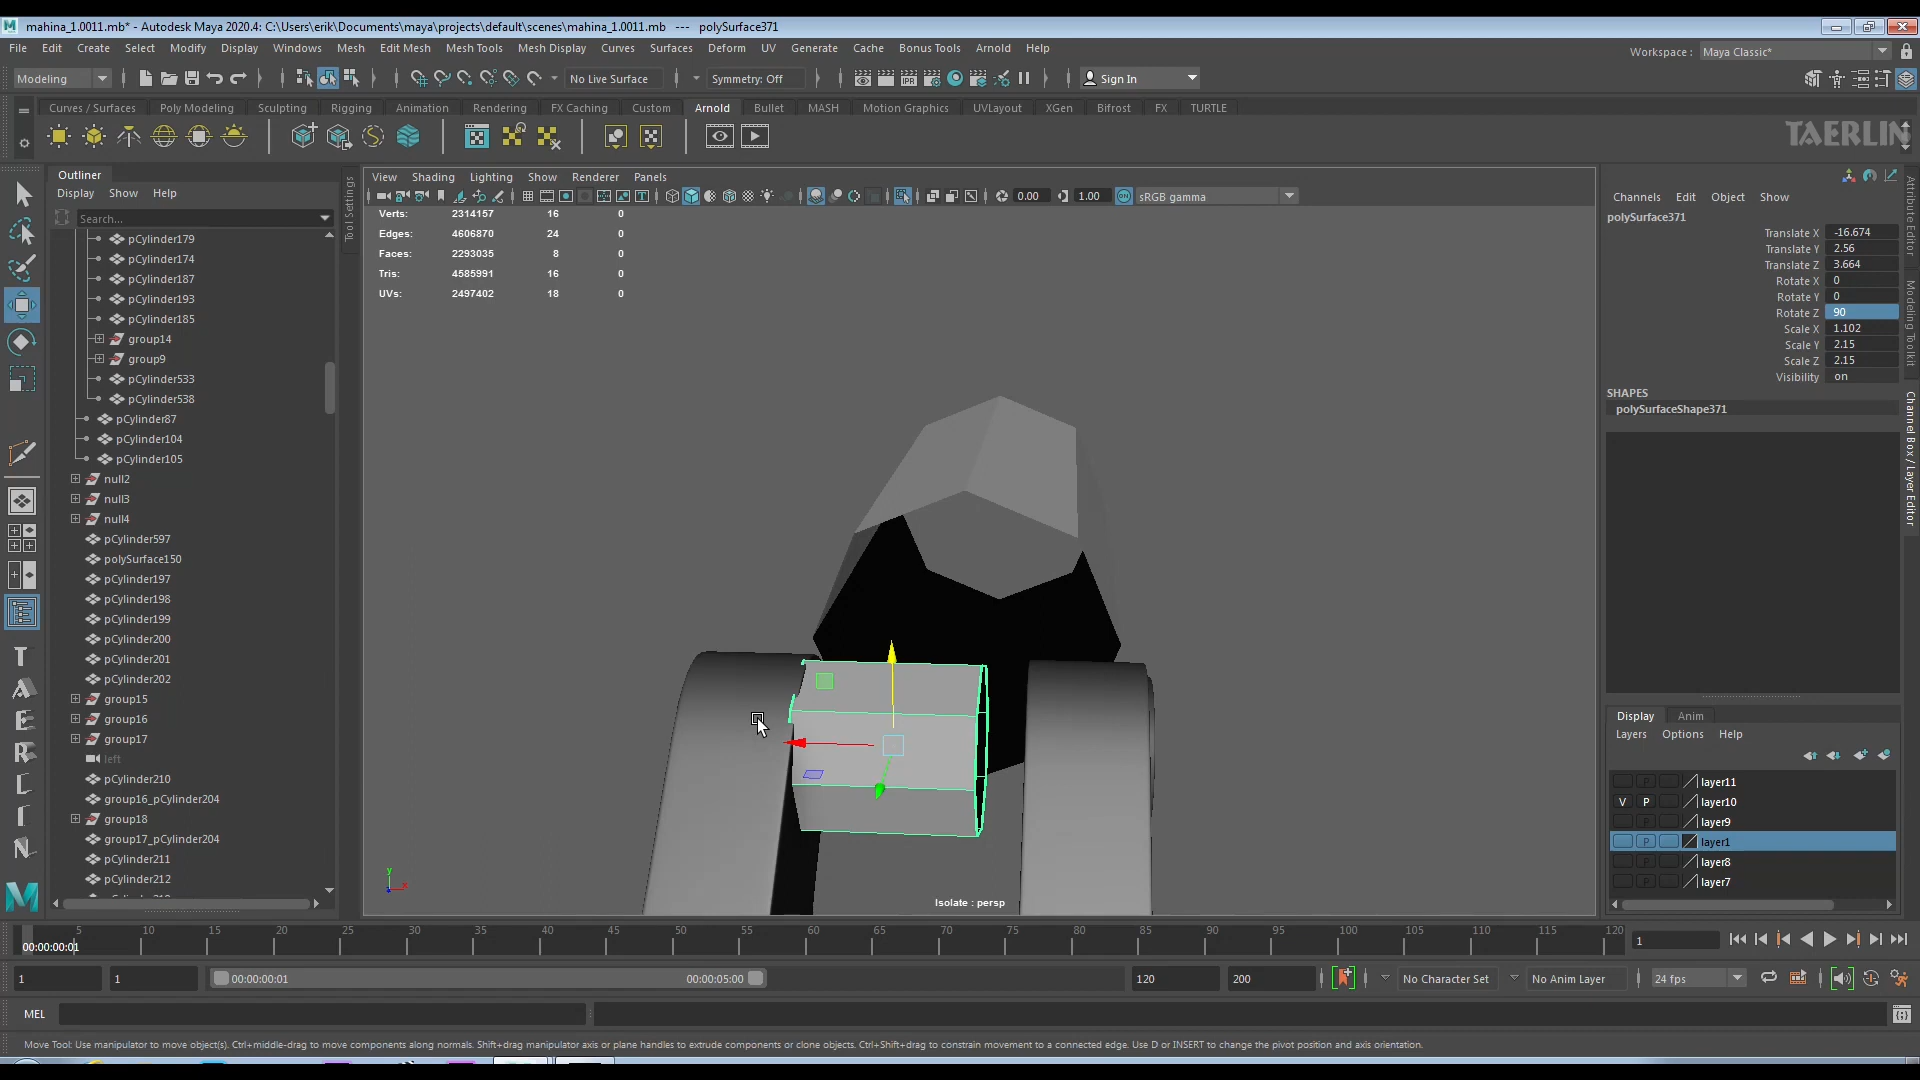 mahina_1.0011.mb* - Autodesk Maya 2020.4: C:\Users\erik\Documents\maya\projects\default\scenes\mahina_1.0011.mb   ---   polySurface371
File Edit Create Select Modify Display Windows Mesh Edit Mesh Mesh Tools Mesh Display Curves Surfaces Deform UV Generate Cache Bonus Tools Arnold Help
Workspace : Maya Classic*
Modeling No Live Surface Symmetry: Off IPR Sign In
Curves / Surfaces Poly Modeling Sculpting Rigging Animation Rendering FX Caching Custom Arnold Bullet MASH Motion Graphics UVLayout XGen Bifrost FX TURTLE
TAERLIN
Outliner
Display Show Help
Search...
pCylinder179
pCylinder174
pCylinder187
pCylinder193
pCylinder185
group14
group9
pCylinder533
pCylinder538
pCylinder87
pCylinder104
pCylinder105
null2
null3
null4
pCylinder597
polySurface150
pCylinder197
pCylinder198
pCylinder199
pCylinder200
pCylinder201
pCylinder202
group15
group16
group17
left
pCylinder210
group16_pCylinder204
group18
group17_pCylinder204
pCylinder211
pCylinder212
Tool Settings
View Shading Lighting Show Renderer Panels
0.00 1.00 ON sRGB gamma
Verts: 2314157 16 0
Edges: 4606870 24 0
Faces: 2293035 8 0
Tris: 4585991 16 0
UVs: 2497402 18 0
y
x
Isolate : persp
Channels Edit Object Show
polySurface371
Translate X -16.674
Translate Y 2.56
Translate Z 3.664
Rotate X 0
Rotate Y 0
Rotate Z 90
Scale X 1.102
Scale Y 2.15
Scale Z 2.15
Visibility on
SHAPES
polySurfaceShape371
Display Anim
Layers Options Help
P layer11
V P layer10
P layer9
P layer1
P layer8
P layer7
Attribute Editor
Modeling Toolkit
Channel Box / Layer Editor
5 10 15 20 25 30 35 40 45 50 55 60 65 70 75 80 85 90 95 100 105 110 115 120
00:00:00:01 1
1 1 00:00:00:01 00:00:05:00 120 200 No Character Set No Anim Layer 24 fps
MEL
Move Tool: Use manipulator to move object(s). Ctrl+middle-drag to move components along normals. Shift+drag manipulator axis or plane handles to extrude components or clone objects. Ctrl+Shift+drag to constrain movement to a connected edge. Use D or INSERT to change the pivot position and axis orientation.